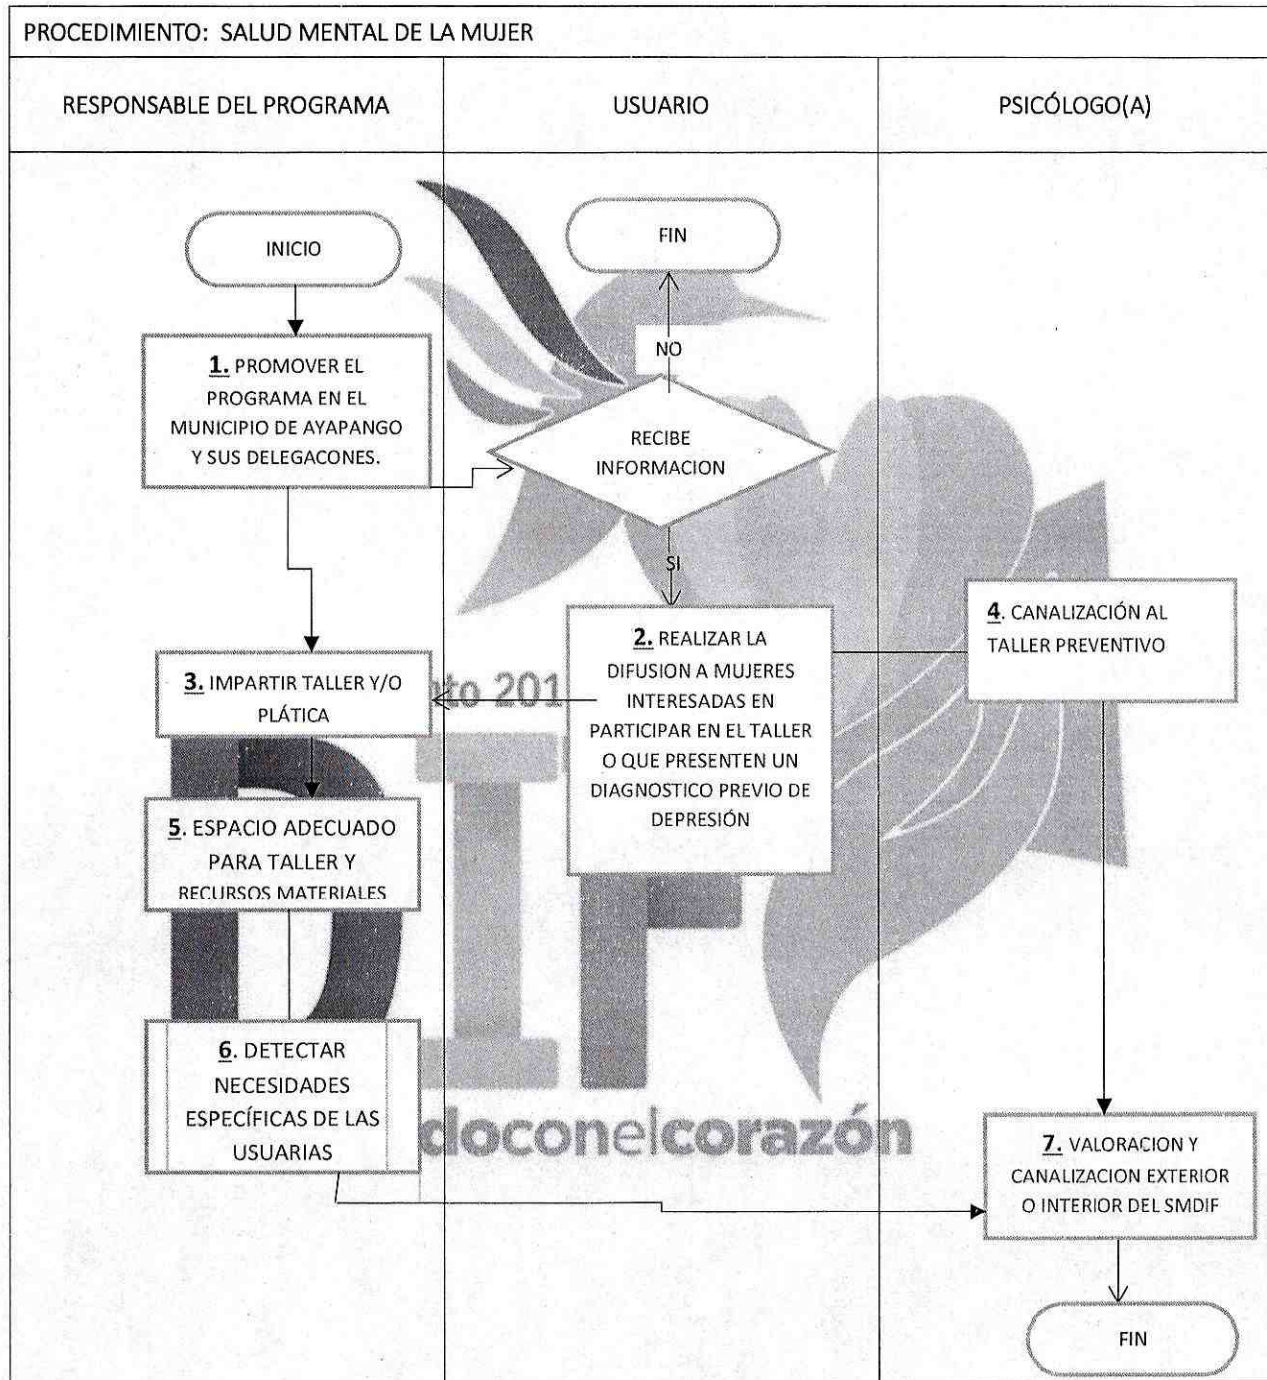 PROCEDIMIENTO: SALUD MENTAL DE LA MUJER
RESPONSABLE DEL PROGRAMA
USUARIO
PSICÓLOGO(A)
INICIO
FIN
1. PROMOVER EL
PROGRAMA EN EL
MUNICIPIO DE AYAPANGO
Y SUS DELEGACONES.
NO
RECIBE
INFORMACION
SI
2. REALIZAR LA
DIFUSION A MUJERES
INTERESADAS EN
PARTICIPAR EN EL TALLER
O QUE PRESENTEN UN
DIAGNOSTICO PREVIO DE
DEPRESIÓN
4. CANALIZACIÓN AL
TALLER PREVENTIVO
3. IMPARTIR TALLER Y/O
PLÁTICA
nto 201
5. ESPACIO ADECUADO
PARA TALLER Y
RECURSOS MATERIALES
DIF
6. DETECTAR
NECESIDADES
ESPECÍFICAS DE LAS
USUARIAS
doconelcorazón
7. VALORACION Y
CANALIZACION EXTERIOR
O INTERIOR DEL SMDIF
FIN